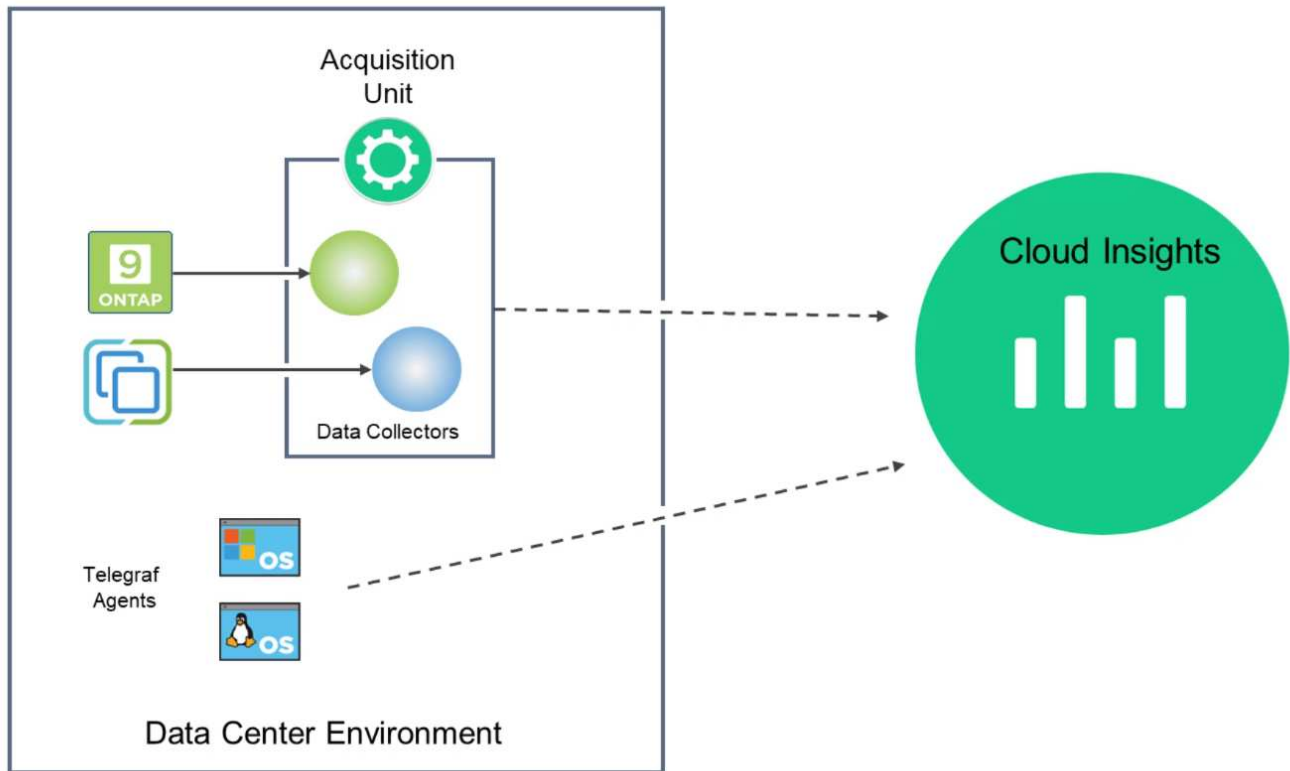 Acquisition
Unit
9
ONTAP
Data Collectors
Cloud Insights
Telegraf
Agents
OS
OS
Data Center Environment